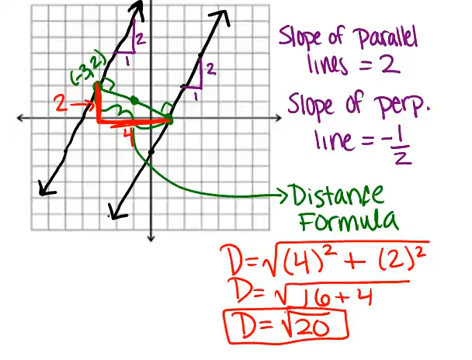 Slope of Parallel
lines = 2
Slope of perp.
line = -1/2
(-3,2)
2
1
2
1
2
4
Distance
Formula
D=√(4)² + (2)²
D=√16+4
D=√20